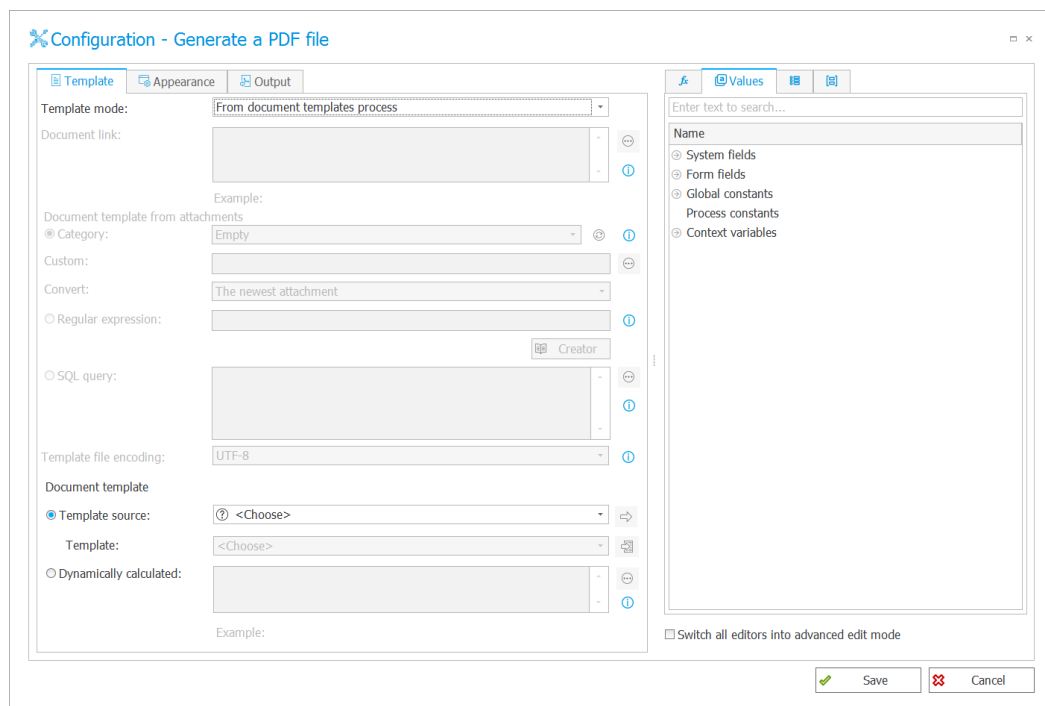 Configuration - Generate a PDF file
Template
Appearance
Output
Template mode:
From document templates process
Document link:
Example:
Document template from attachments
Category:
Empty
Custom:
Convert:
The newest attachment
Regular expression:
Creator
SQL query:
Template file encoding:
UTF-8
Document template
Template source:
<Choose>
Template:
<Choose>
Dynamically calculated:
Example:
fx
Values
Enter text to search...
Name
System fields
Form fields
Global constants
Process constants
Context variables
Switch all editors into advanced edit mode
Save
Cancel